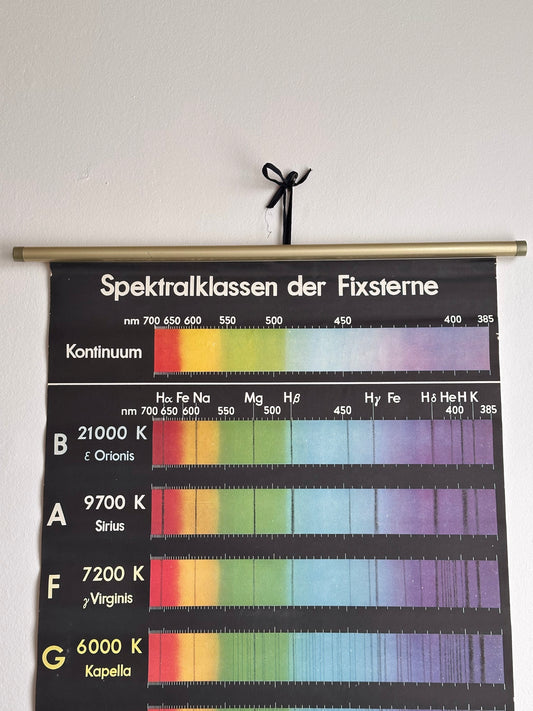 Spektralklassen der Fixsterne
nm 700 650 600 550 500 450 400 385
Kontinuum
Hα Fe Na Mg Hβ Hγ Fe Hδ He H K
nm 700 650 600 550 500 450 400 385
B 21000 K
ε Orionis
A 9700 K
Sirius
F 7200 K
γ Virginis
G 6000 K
Kapella